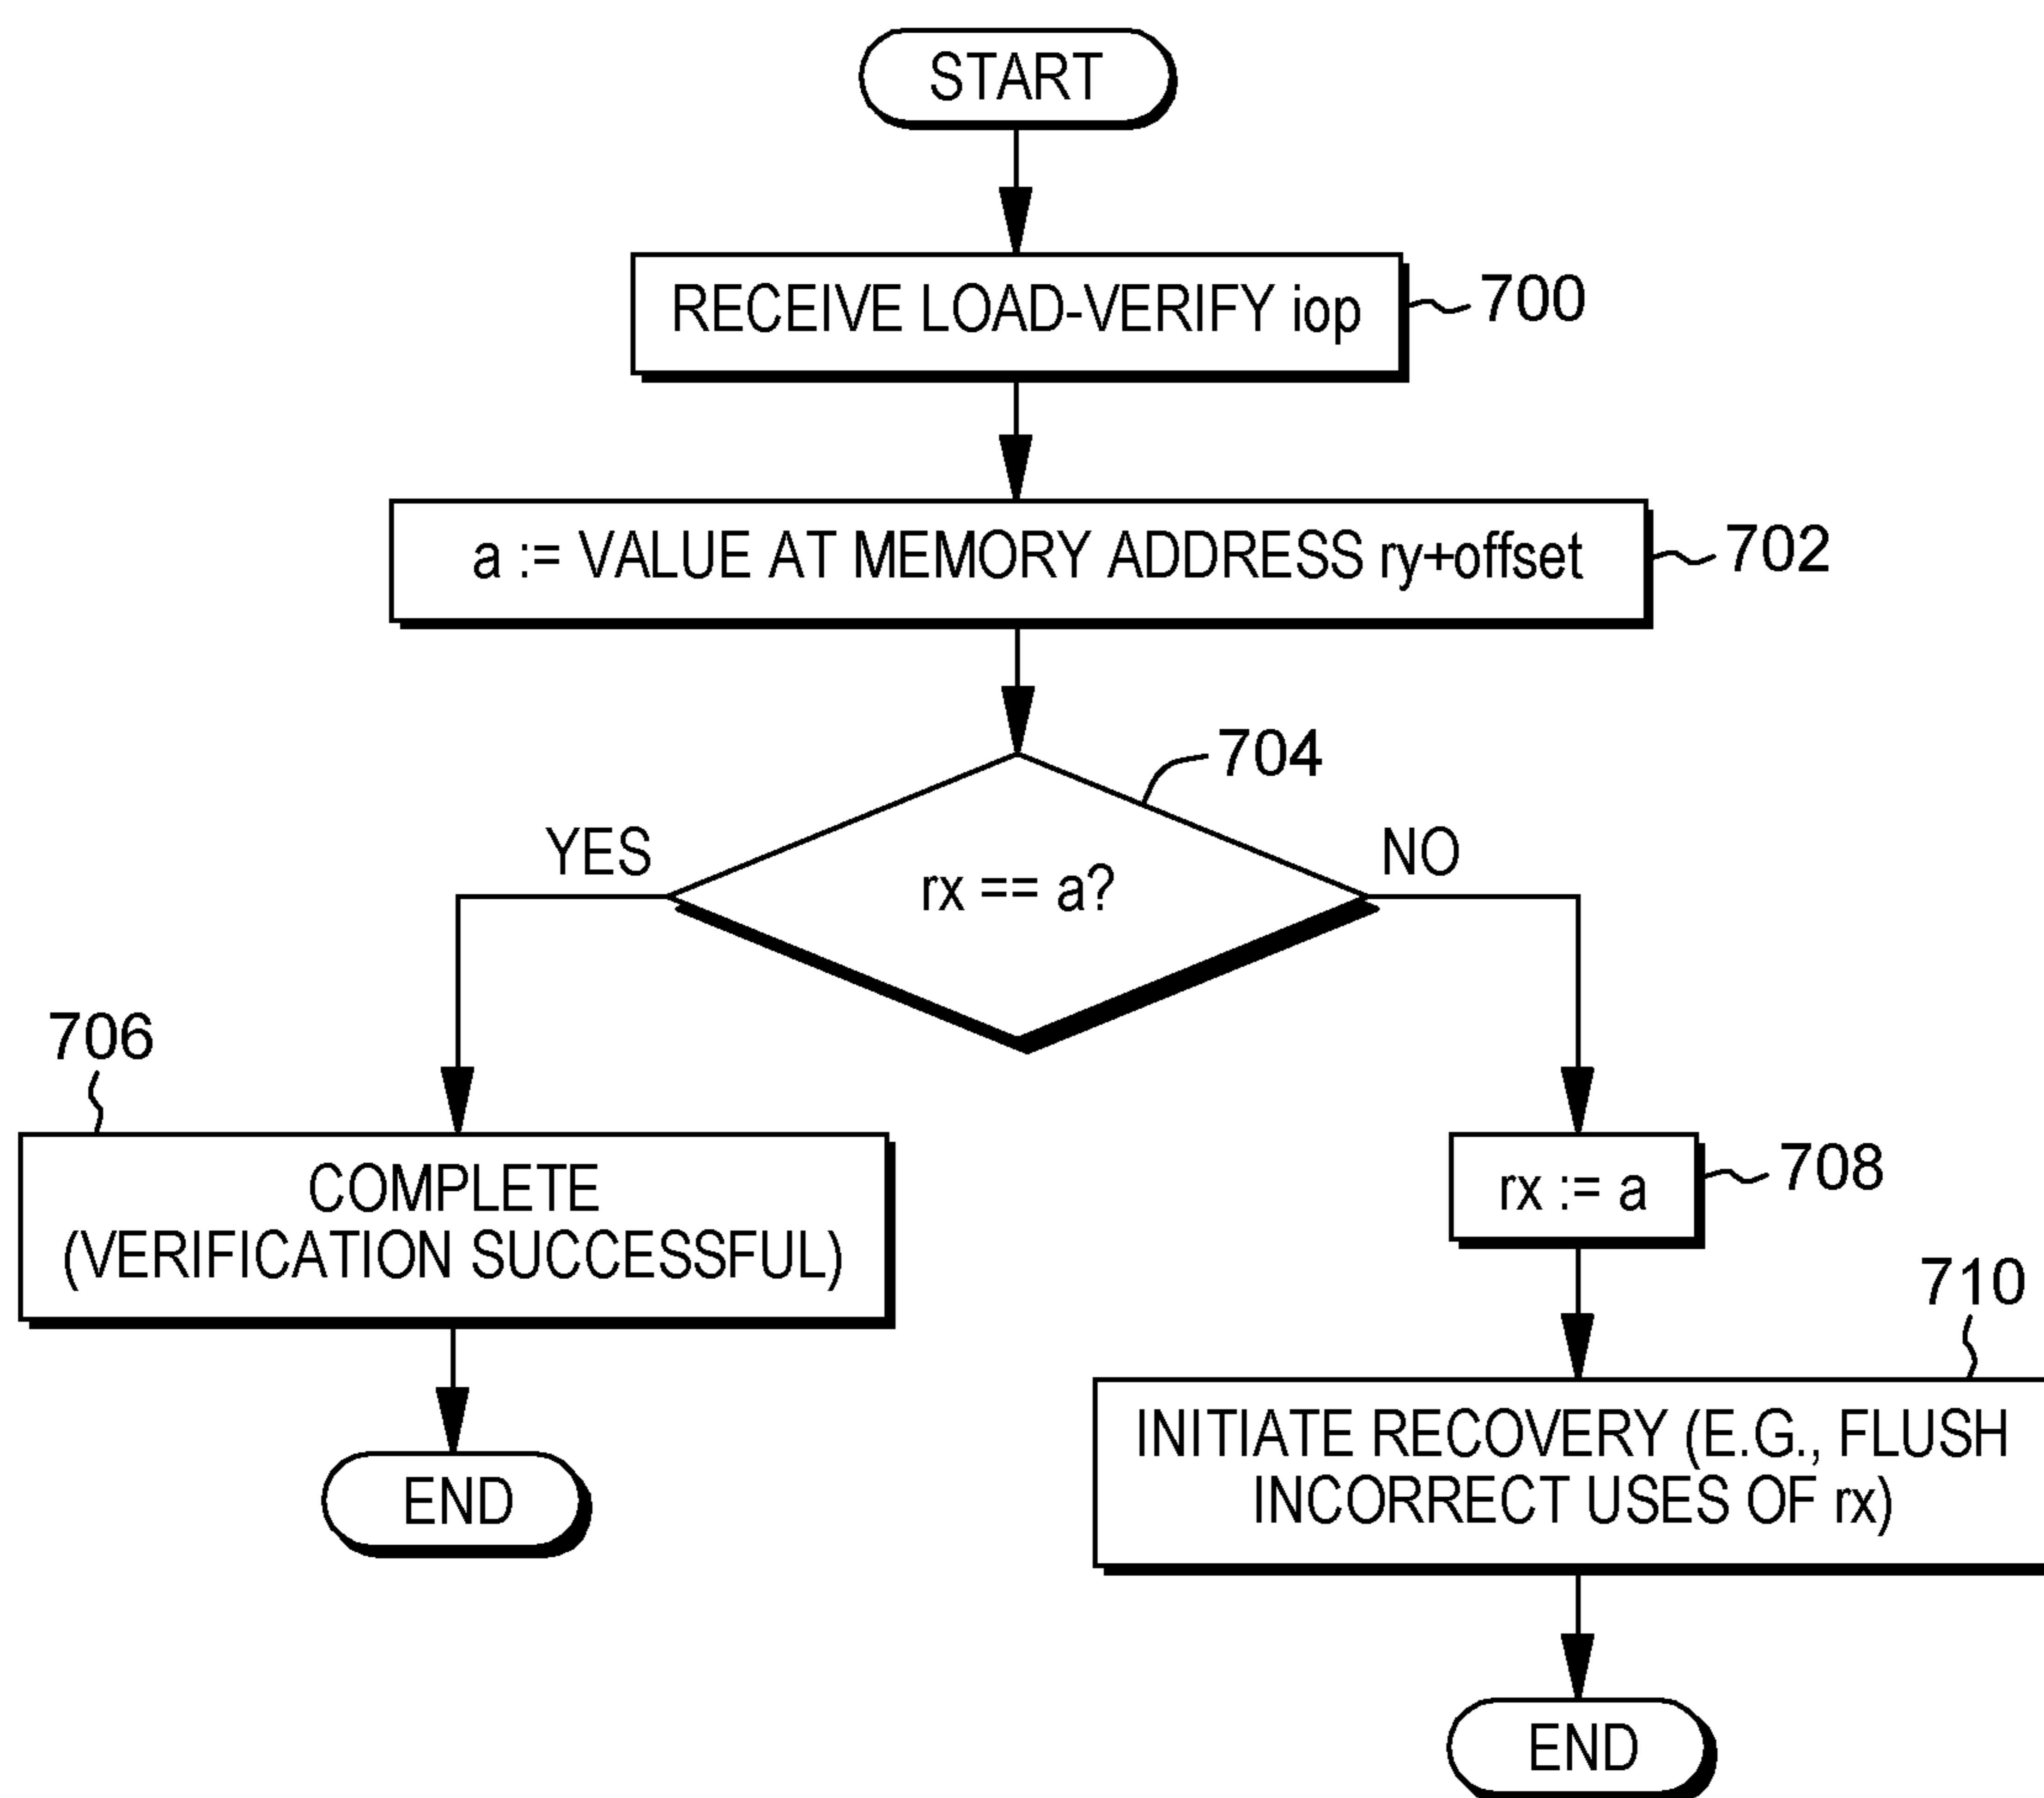 START
RECEIVE LOAD-VERIFY iop
700
a := VALUE AT MEMORY ADDRESS ry+offset
702
704
YES
rx == a?
NO
706
COMPLETE
(VERIFICATION SUCCESSFUL)
rx := a
708
710
INITIATE RECOVERY (E.G., FLUSH
INCORRECT USES OF rx)
END
END